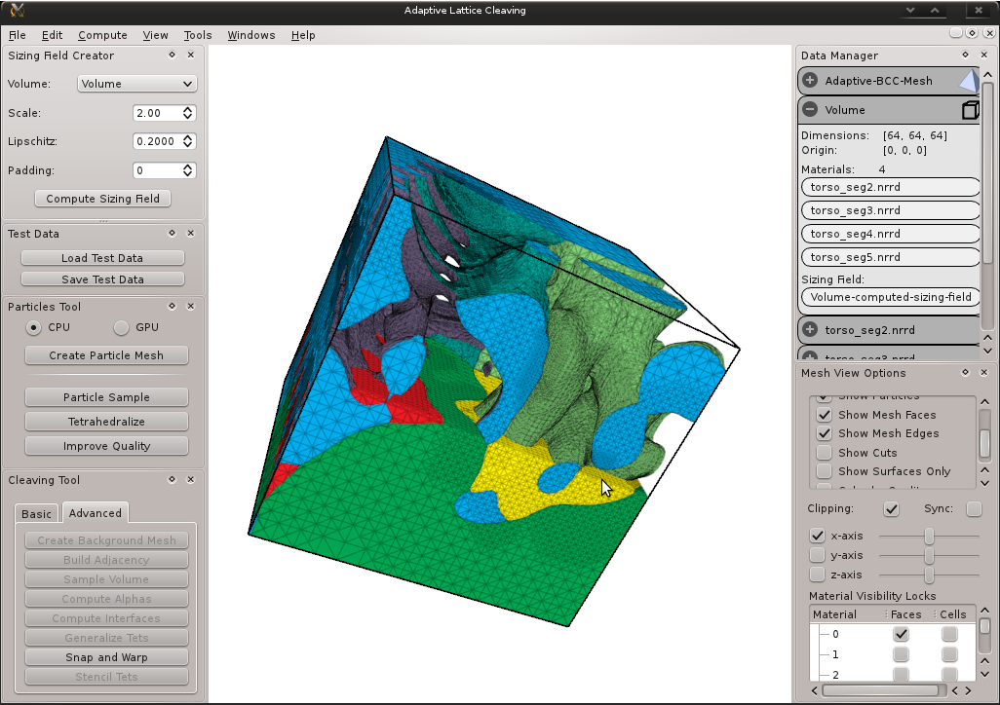 Adaptive Lattice Cleaving
File Edit Compute View Tools Windows Help
Sizing Field Creator
Volume: Volume
Scale: 2.00
Lipschitz: 0.2000
Padding: 0
Compute Sizing Field
Test Data
Load Test Data
Save Test Data
Particles Tool
CPU GPU
Create Particle Mesh
Particle Sample
Tetrahedralize
Improve Quality
Cleaving Tool
Basic Advanced
Create Background Mesh
Build Adjacency
Sample Volume
Compute Alphas
Compute Interfaces
Generalize Tets
Snap and Warp
Stencil Tets
Data Manager
Adaptive-BCC-Mesh
Volume
Dimensions: [64, 64, 64]
Origin: [0, 0, 0]
Materials: 4
torso_seg2.nrrd
torso_seg3.nrrd
torso_seg4.nrrd
torso_seg5.nrrd
Sizing Field:
Volume-computed-sizing-field
torso_seg2.nrrd
torso_seg3.nrrd
Mesh View Options
Show Particles
Show Mesh Faces
Show Mesh Edges
Show Cuts
Show Surfaces Only
Clipping: Sync:
x-axis
y-axis
z-axis
Material Visibility Locks
Material Faces Cells
0
1
2